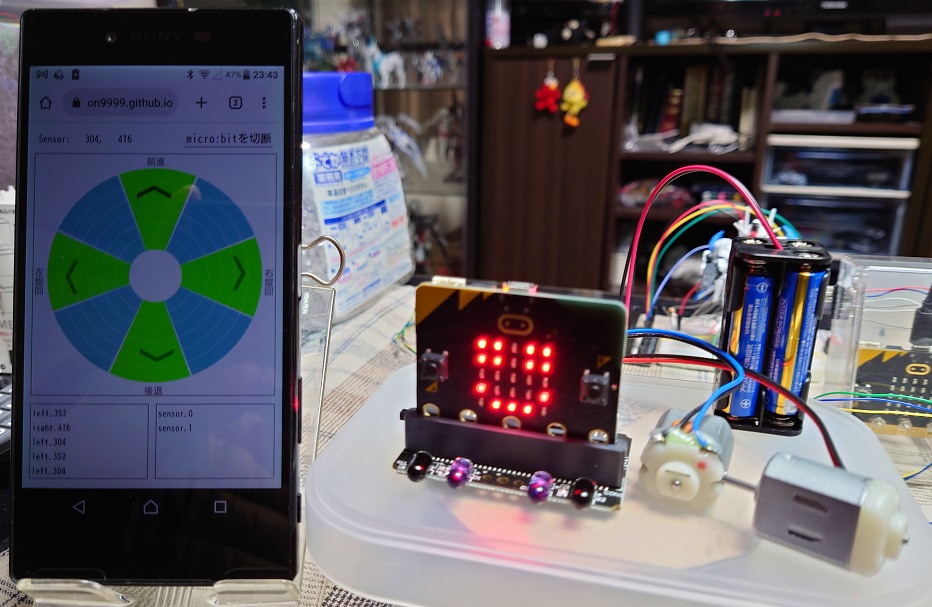 SONY
47% 23:43
on9999.github.io
2
Sensor: 304, 416
micro:bitを切断
前進
左旋回
右旋回
後退
left,352
right,416
left,304
left,352
left,304
sensor,0
sensor,1